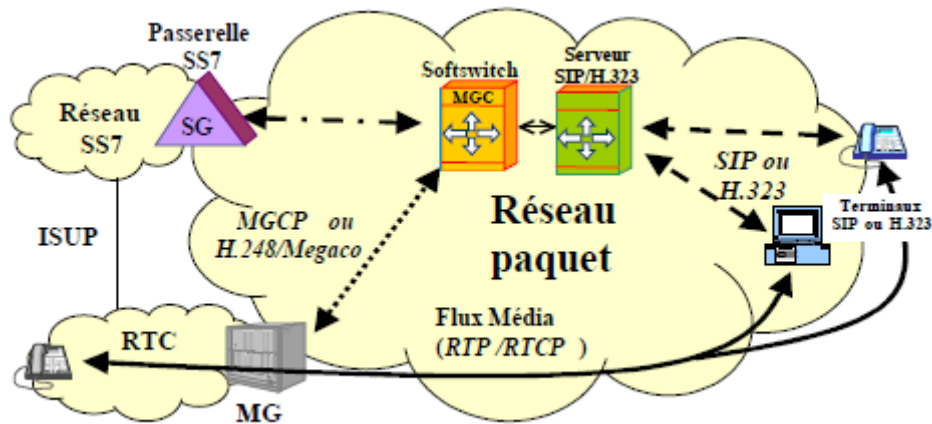 Passerelle
SS7
Softswitch
Serveur
SIP/H.323
MGC
Réseau
SS7
SG
SIP ou
H.323
Terminaux
SIP ou H.323
MGCP ou
H.248/Megaco
Réseau
paquet
ISUP
RTC
Flux Média
(RTP /RTCP )
MG